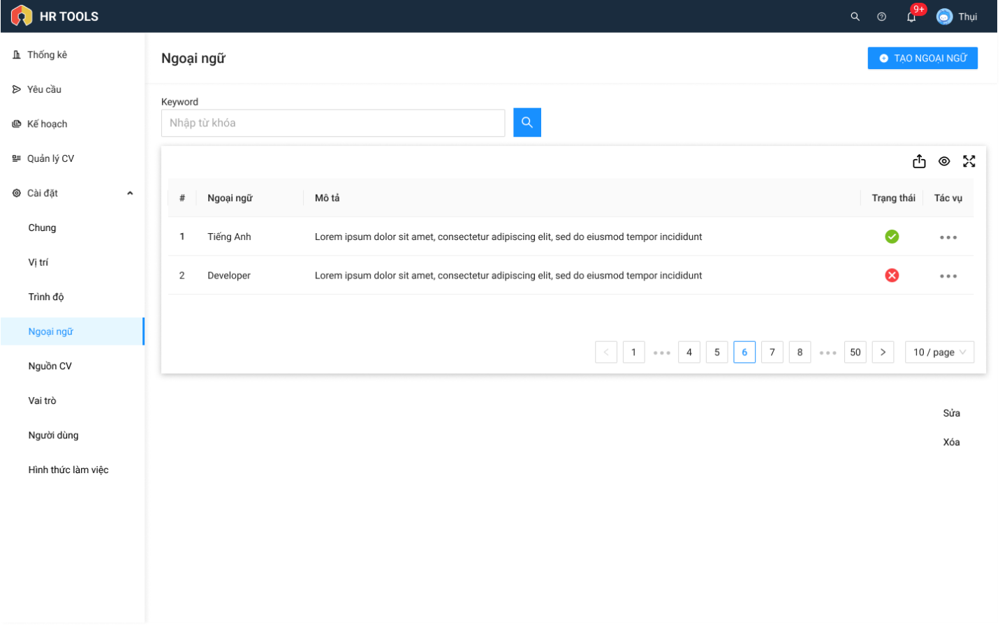 HR TOOLS
9+
Thụi
Thống kê
Yêu cầu
Kế hoạch
Quản lý CV
Cài đặt
Chung
Vị trí
Trình độ
Ngoại ngữ
Nguồn CV
Vai trò
Người dùng
Hình thức làm việc
Ngoại ngữ
TẠO NGOẠI NGỮ
Keyword
Nhập từ khóa
# Ngoại ngữ Mô tả Trạng thái Tác vụ
1 Tiếng Anh Lorem ipsum dolor sit amet, consectetur adipiscing elit, sed do eiusmod tempor incididunt
2 Developer Lorem ipsum dolor sit amet, consectetur adipiscing elit, sed do eiusmod tempor incididunt
< 1 ••• 4 5 6 7 8 ••• 50 > 10 / page
Sửa
Xóa